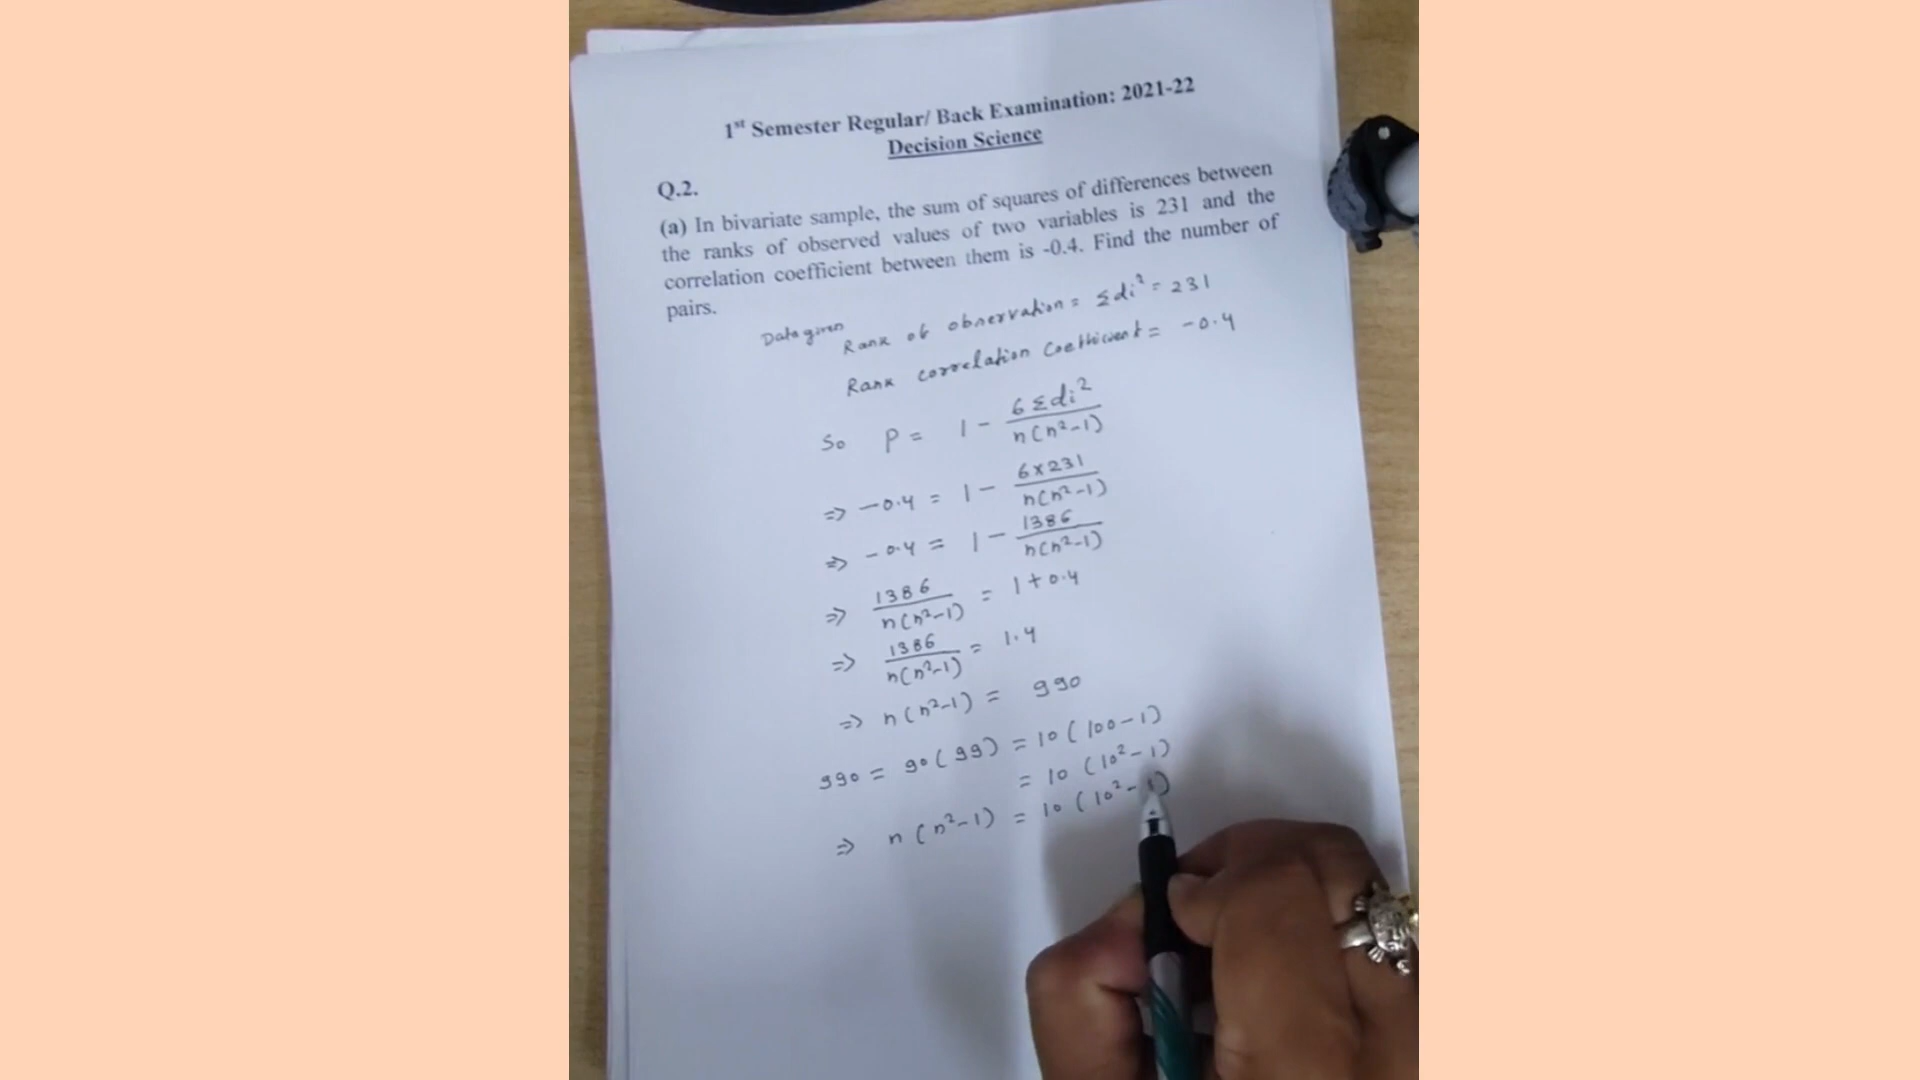 1st Semester Regular/ Back Examination: 2021-22
Decision Science
Q.2.
(a) In bivariate sample, the sum of squares of differences between
the ranks of observed values of two variables is 231 and the
correlation coefficient between them is -0.4. Find the number of
pairs.
Data given
Rank of observation = Σdi² = 231
Rank correlation coefficient = -0.4
So P = 1 - 6Σdi² / n(n²-1)
⇒ -0.4 = 1 - 6×231 / n(n²-1)
⇒ -0.4 = 1 - 1386 / n(n²-1)
⇒ 1386 / n(n²-1) = 1+0.4
⇒ 1386 / n(n²-1) = 1.4
⇒ n(n²-1) = 990
990 = 90(99) = 10(100-1)
= 10(10²-1)
⇒ n(n²-1) = 10(10²-1)